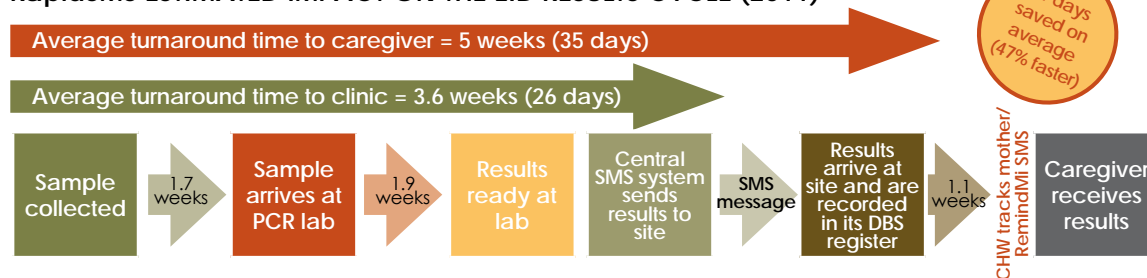 Average turnaround time to caregiver = 5 weeks (35 days)
days
saved on
average
(47% faster)
Average turnaround time to clinic = 3.6 weeks (26 days)
Sample
collected
1.7
weeks
Sample
arrives at
PCR lab
1.9
weeks
Results
ready at
lab
Central
SMS system
sends
results to
site
SMS
message
Results
arrive at
site and are
recorded
in its DBS
register
1.1
weeks
CHW tracks mother/
RemindMi SMS
Caregiver
receives
results